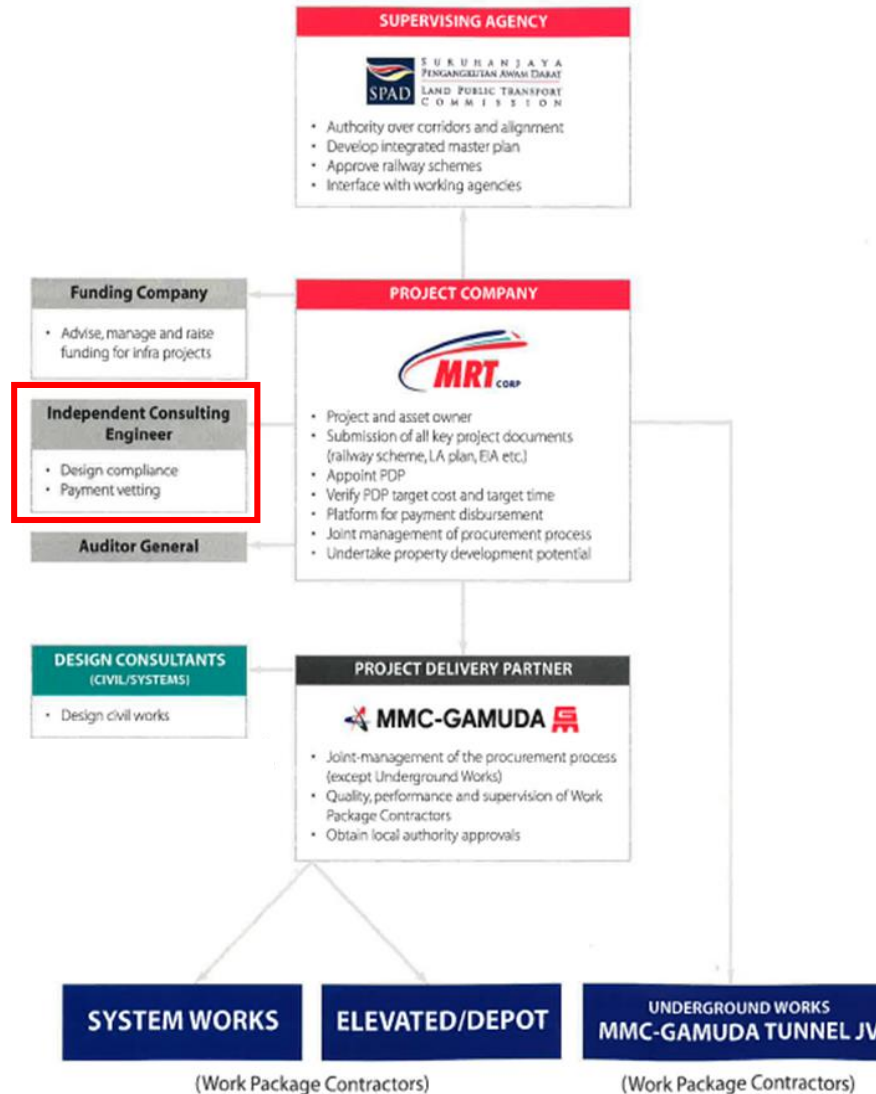 SUPERVISING AGENCY
SPAD
SURUHANJAYA
PENGANGKUTAN AWAM DARAT
LAND PUBLIC TRANSPORT
COMMISSION
• Authority over corridors and alignment
• Develop integrated master plan
• Approve railway schemes
• Interface with working agencies
Funding Company
• Advise, manage and raise
funding for infra projects
Independent Consulting
Engineer
• Design compliance
• Payment vetting
Auditor General
PROJECT COMPANY
MRT CORP
• Project and asset owner
• Submission of all key project documents
(railway scheme, LA plan, EIA etc.)
• Appoint PDP
• Verify PDP target cost and target time
• Platform for payment disbursement
• Joint management of procurement process
• Undertake property development potential
DESIGN CONSULTANTS
(CIVIL/SYSTEMS)
• Design civil works
PROJECT DELIVERY PARTNER
MMC-GAMUDA
• Joint-management of the procurement process
(except Underground Works)
• Quality, performance and supervision of Work
Package Contractors
• Obtain local authority approvals
SYSTEM WORKS
ELEVATED/DEPOT
UNDERGROUND WORKS
MMC-GAMUDA TUNNEL JV
(Work Package Contractors)
(Work Package Contractors)